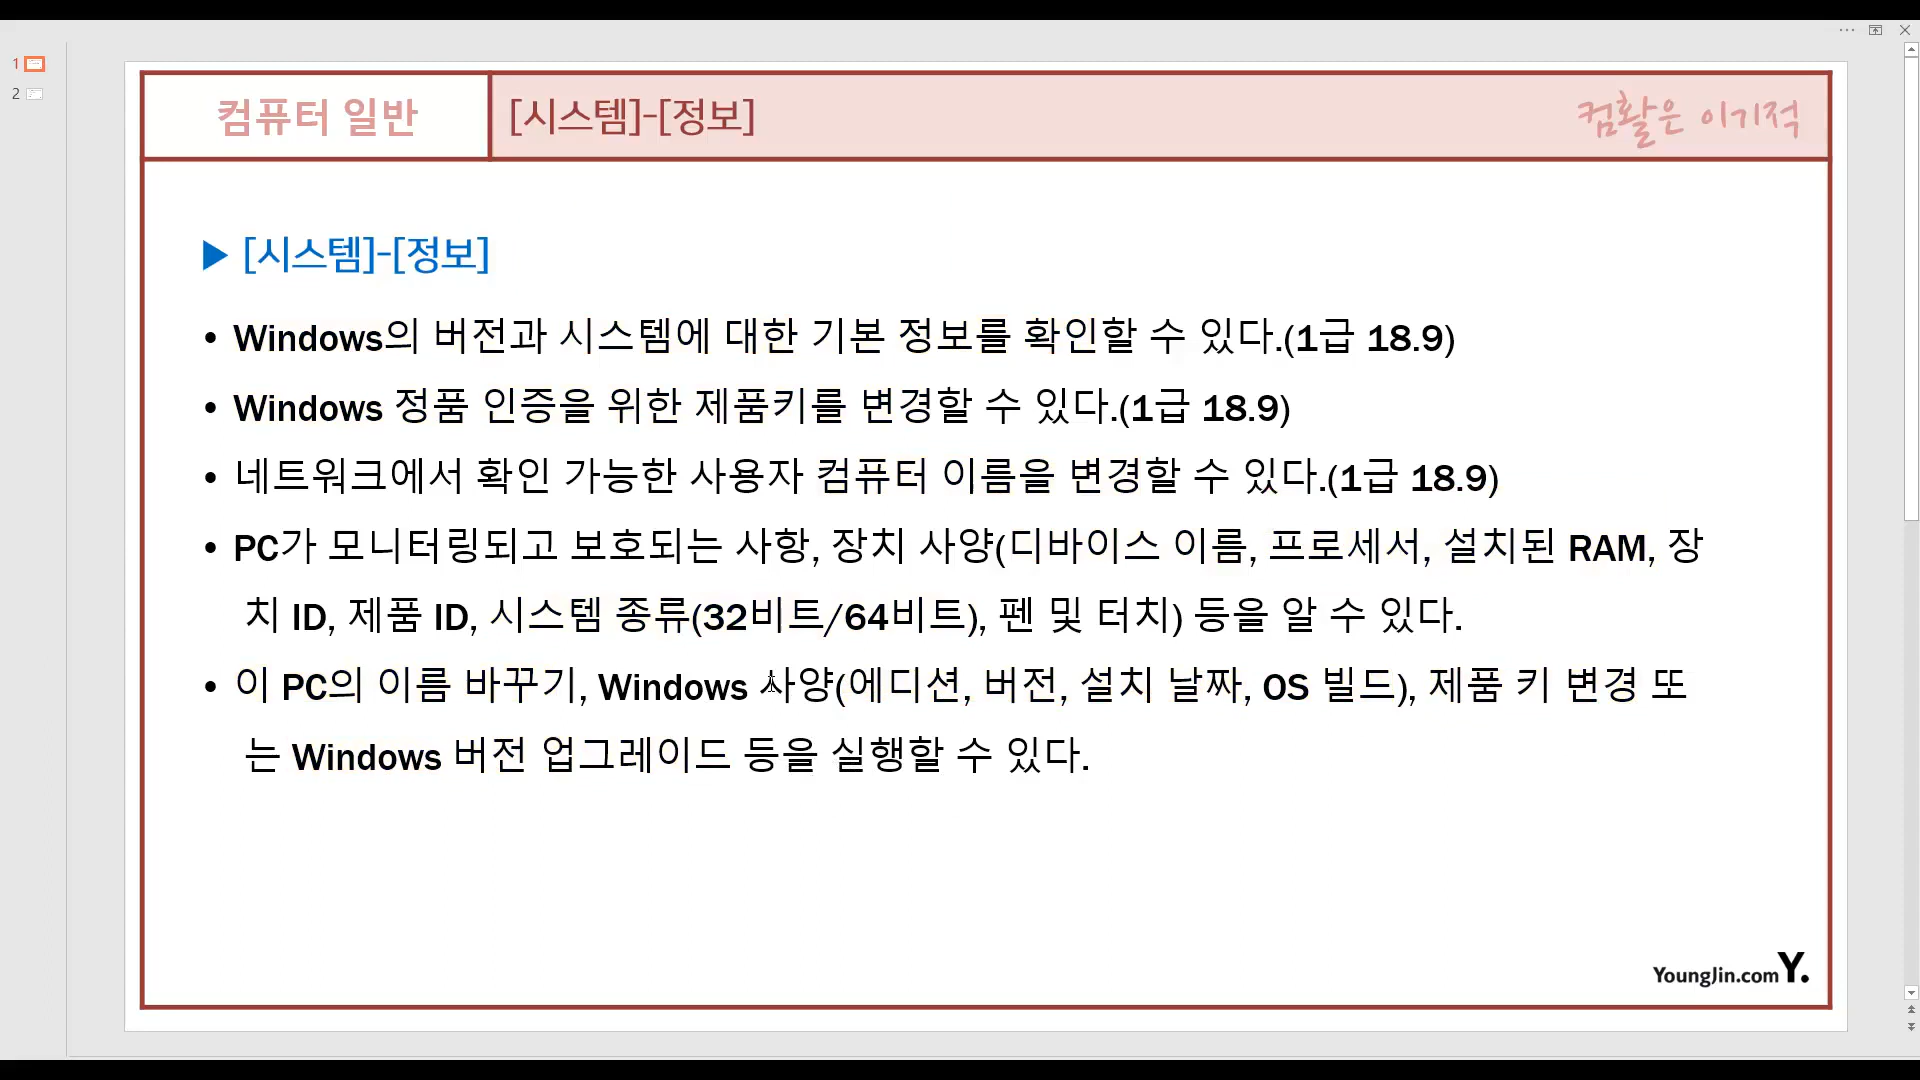 1
2
컴퓨터 일반
[시스템]-[정보]
컴활은 이기적
▶ [시스템]-[정보]
• Windows의 버전과 시스템에 대한 기본 정보를 확인할 수 있다.(1급 18.9)
• Windows 정품 인증을 위한 제품키를 변경할 수 있다.(1급 18.9)
• 네트워크에서 확인 가능한 사용자 컴퓨터 이름을 변경할 수 있다.(1급 18.9)
• PC가 모니터링되고 보호되는 사항, 장치 사양(디바이스 이름, 프로세서, 설치된 RAM, 장
치 ID, 제품 ID, 시스템 종류(32비트/64비트), 펜 및 터치) 등을 알 수 있다.
• 이 PC의 이름 바꾸기, Windows 사양(에디션, 버전, 설치 날짜, OS 빌드), 제품 키 변경 또
는 Windows 버전 업그레이드 등을 실행할 수 있다.
YoungJin.com Y.